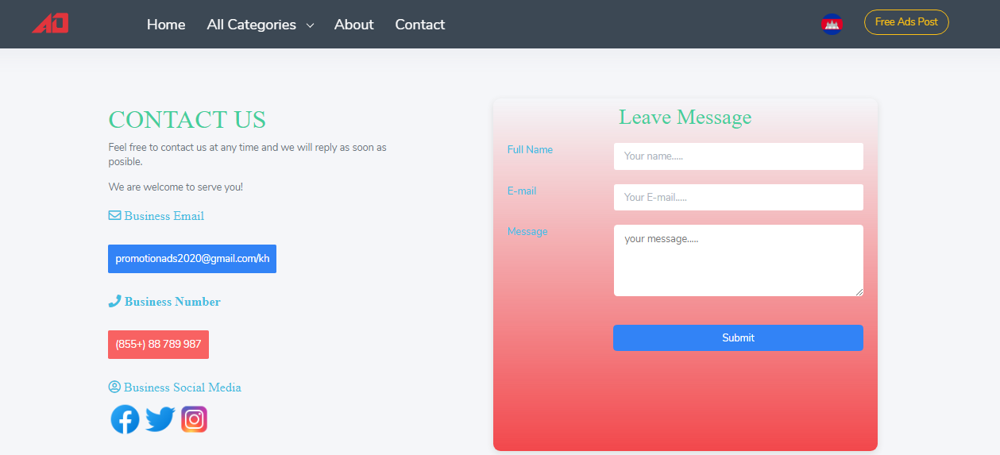 AD
Home
All Categories
About
Contact
Free Ads Post
CONTACT US
Feel free to contact us at any time and we will reply as soon as
posible.
We are welcome to serve you!
Business Email
promotionads2020@gmail.com/kh
Business Number
(855+) 88 789 987
Business Social Media
Leave Message
Full Name
Your name.....
E-mail
Your E-mail.....
Message
your message.....
Submit